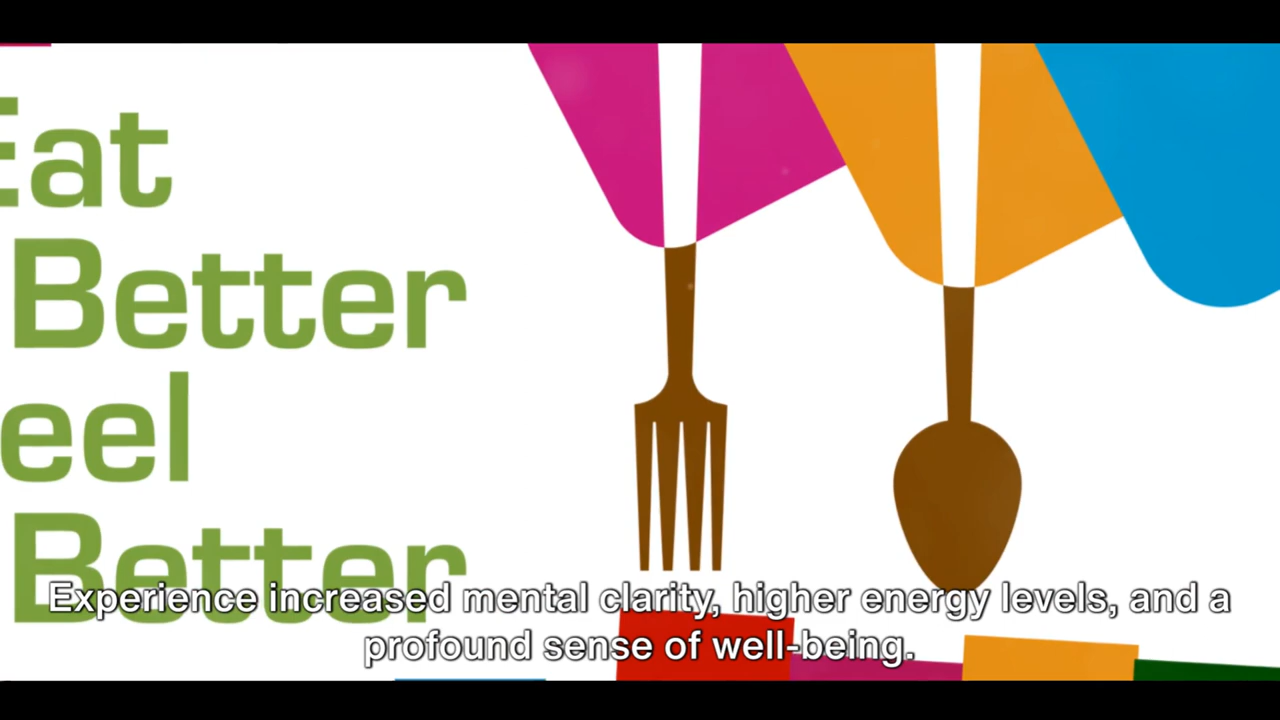 Eat
Better
eel
Better
Experience increased mental clarity, higher energy levels, and a
profound sense of well-being.